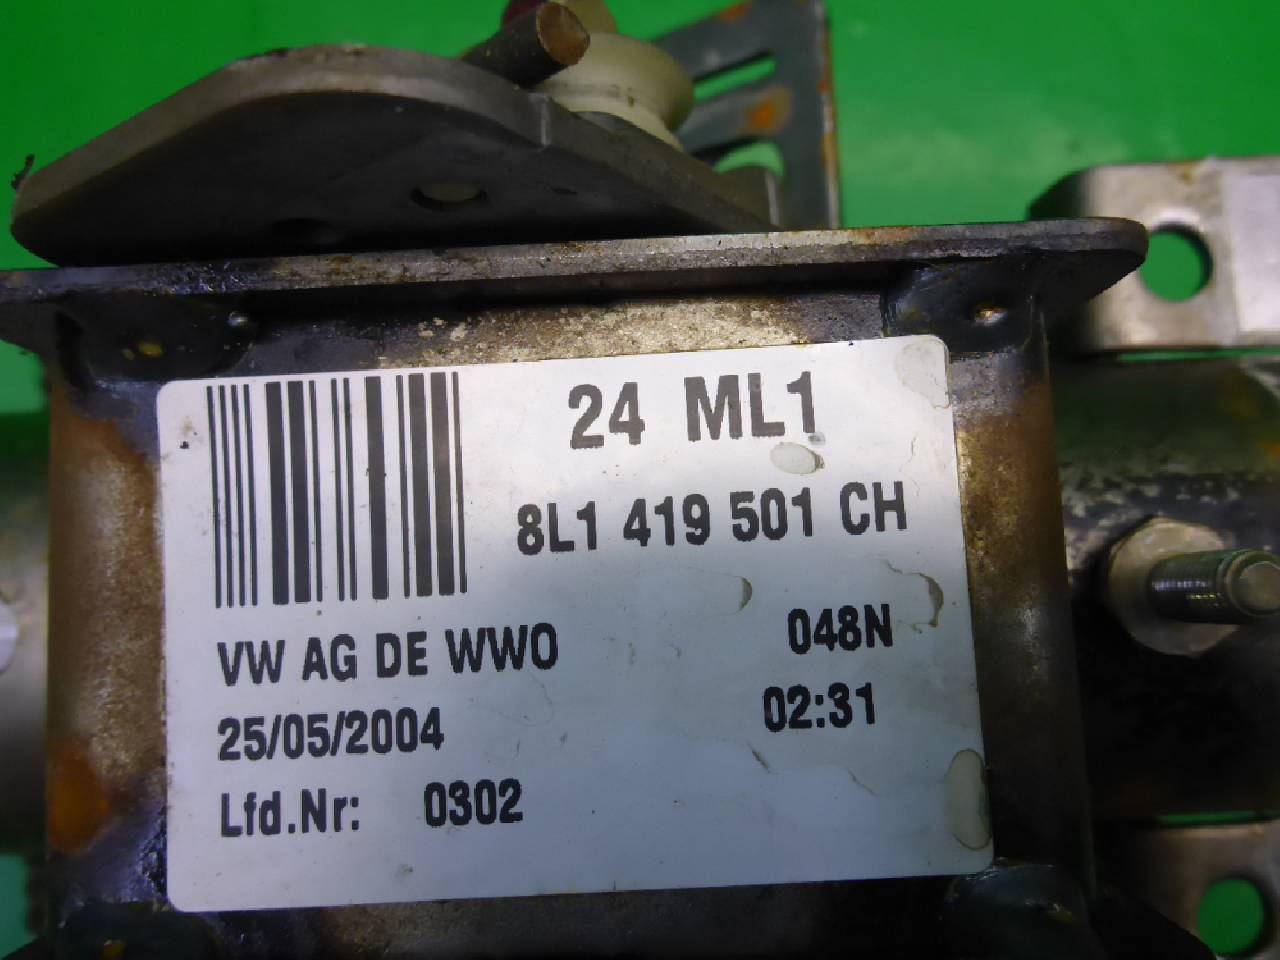 24 ML1
8L1 419 501 CH
VW AG DE WWO 048N
25/05/2004 02:31
Lfd.Nr: 0302